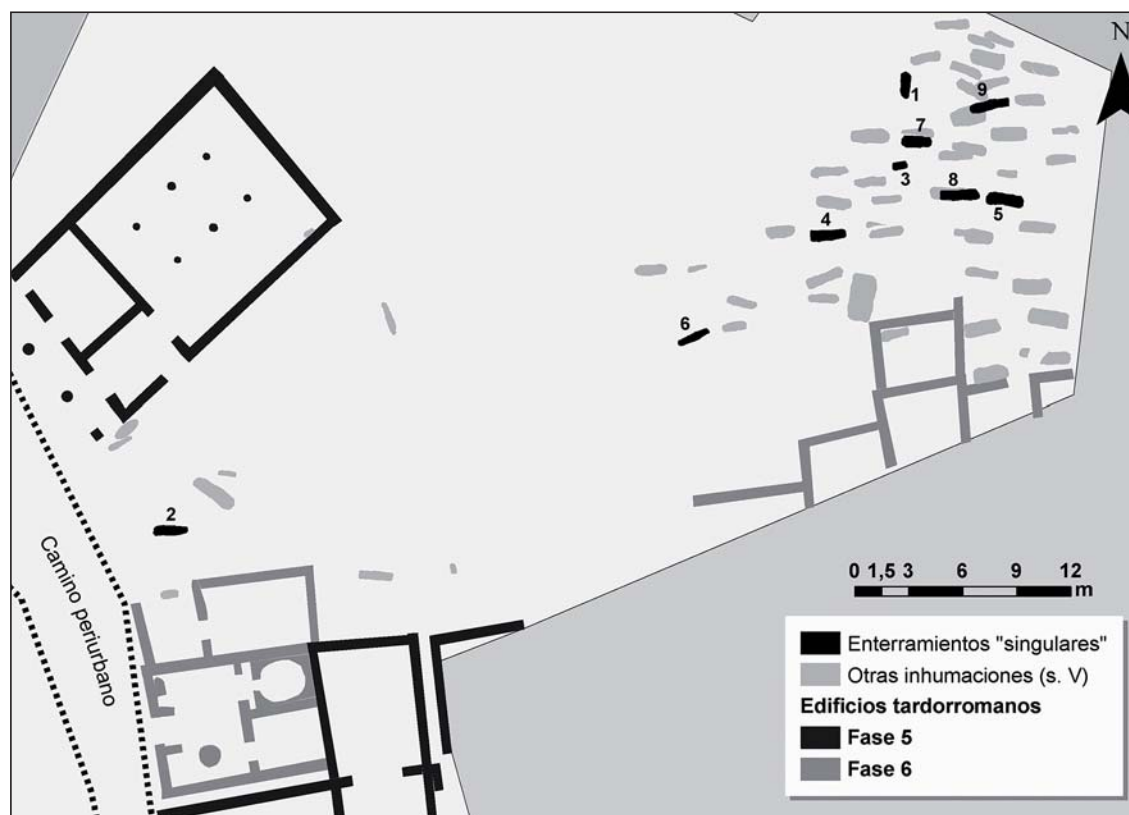 N
1
9
7
3
8
5
4
6
2
Camino periurbano
0 1,5 3 6 9 12
m
Enterramientos "singulares"
Otras inhumaciones (s. V)
Edificios tardorromanos
Fase 5
Fase 6